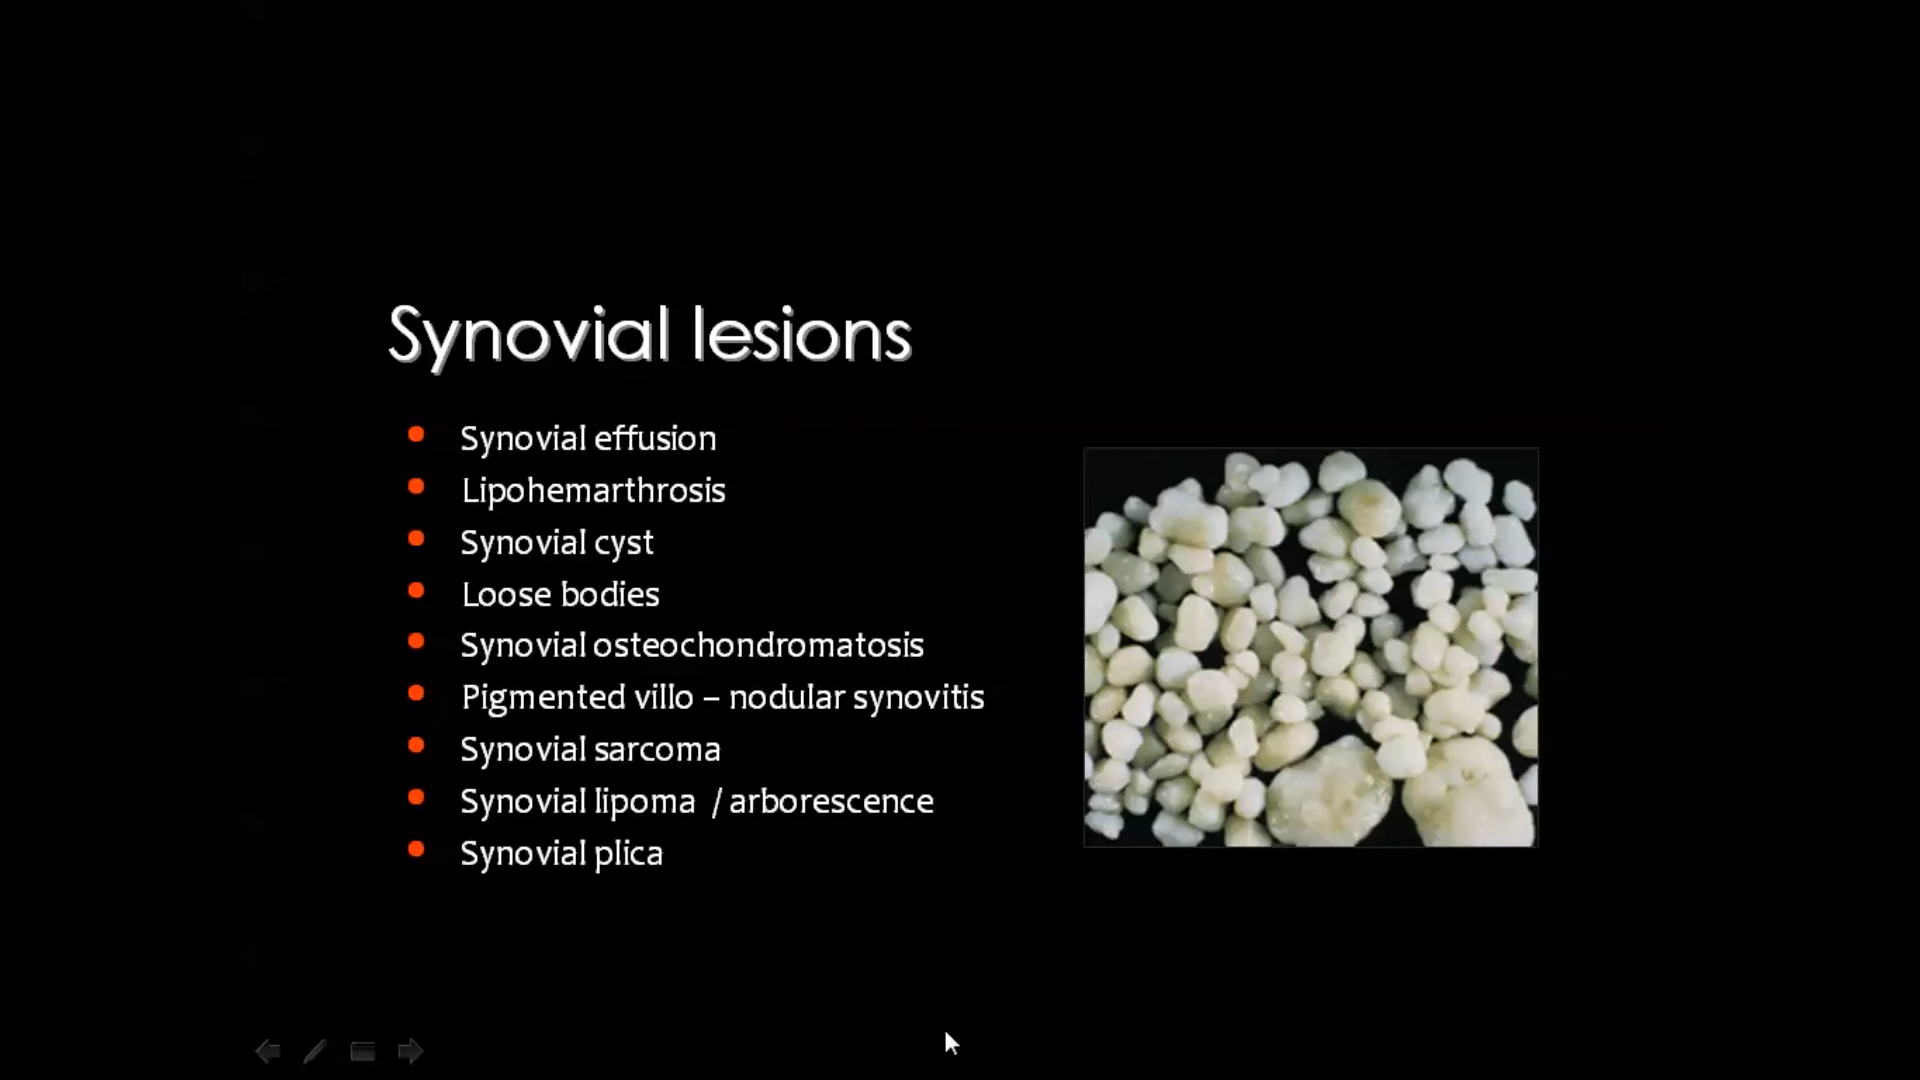 Synovial lesions
Synovial effusion
Lipohemarthrosis
Synovial cyst
Loose bodies
Synovial osteochondromatosis
Pigmented villo – nodular synovitis
Synovial sarcoma
Synovial lipoma / arborescence
Synovial plica